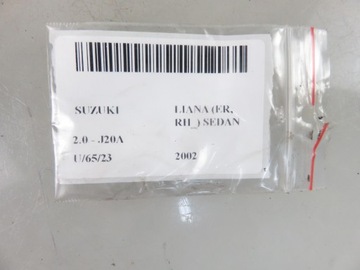 SUZUKI LIANA (ER,
RH_) SEDAN
2.0 - J20A
U/65/23 2002